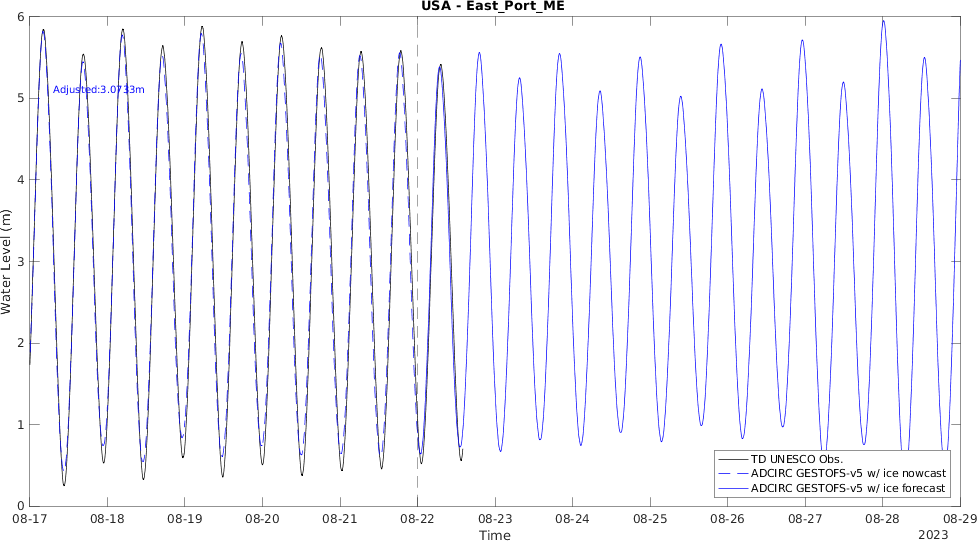 USA - East_Port_ME
6
5
4
3
2
1
0
Water Level (m)
Adjusted:3.0733m
TD UNESCO Obs.
ADCIRC GESTOFS-v5 w/ ice nowcast
ADCIRC GESTOFS-v5 w/ ice forecast
08-17 08-18 08-19 08-20 08-21 08-22 08-23 08-24 08-25 08-26 08-27 08-28 08-29
Time
2023